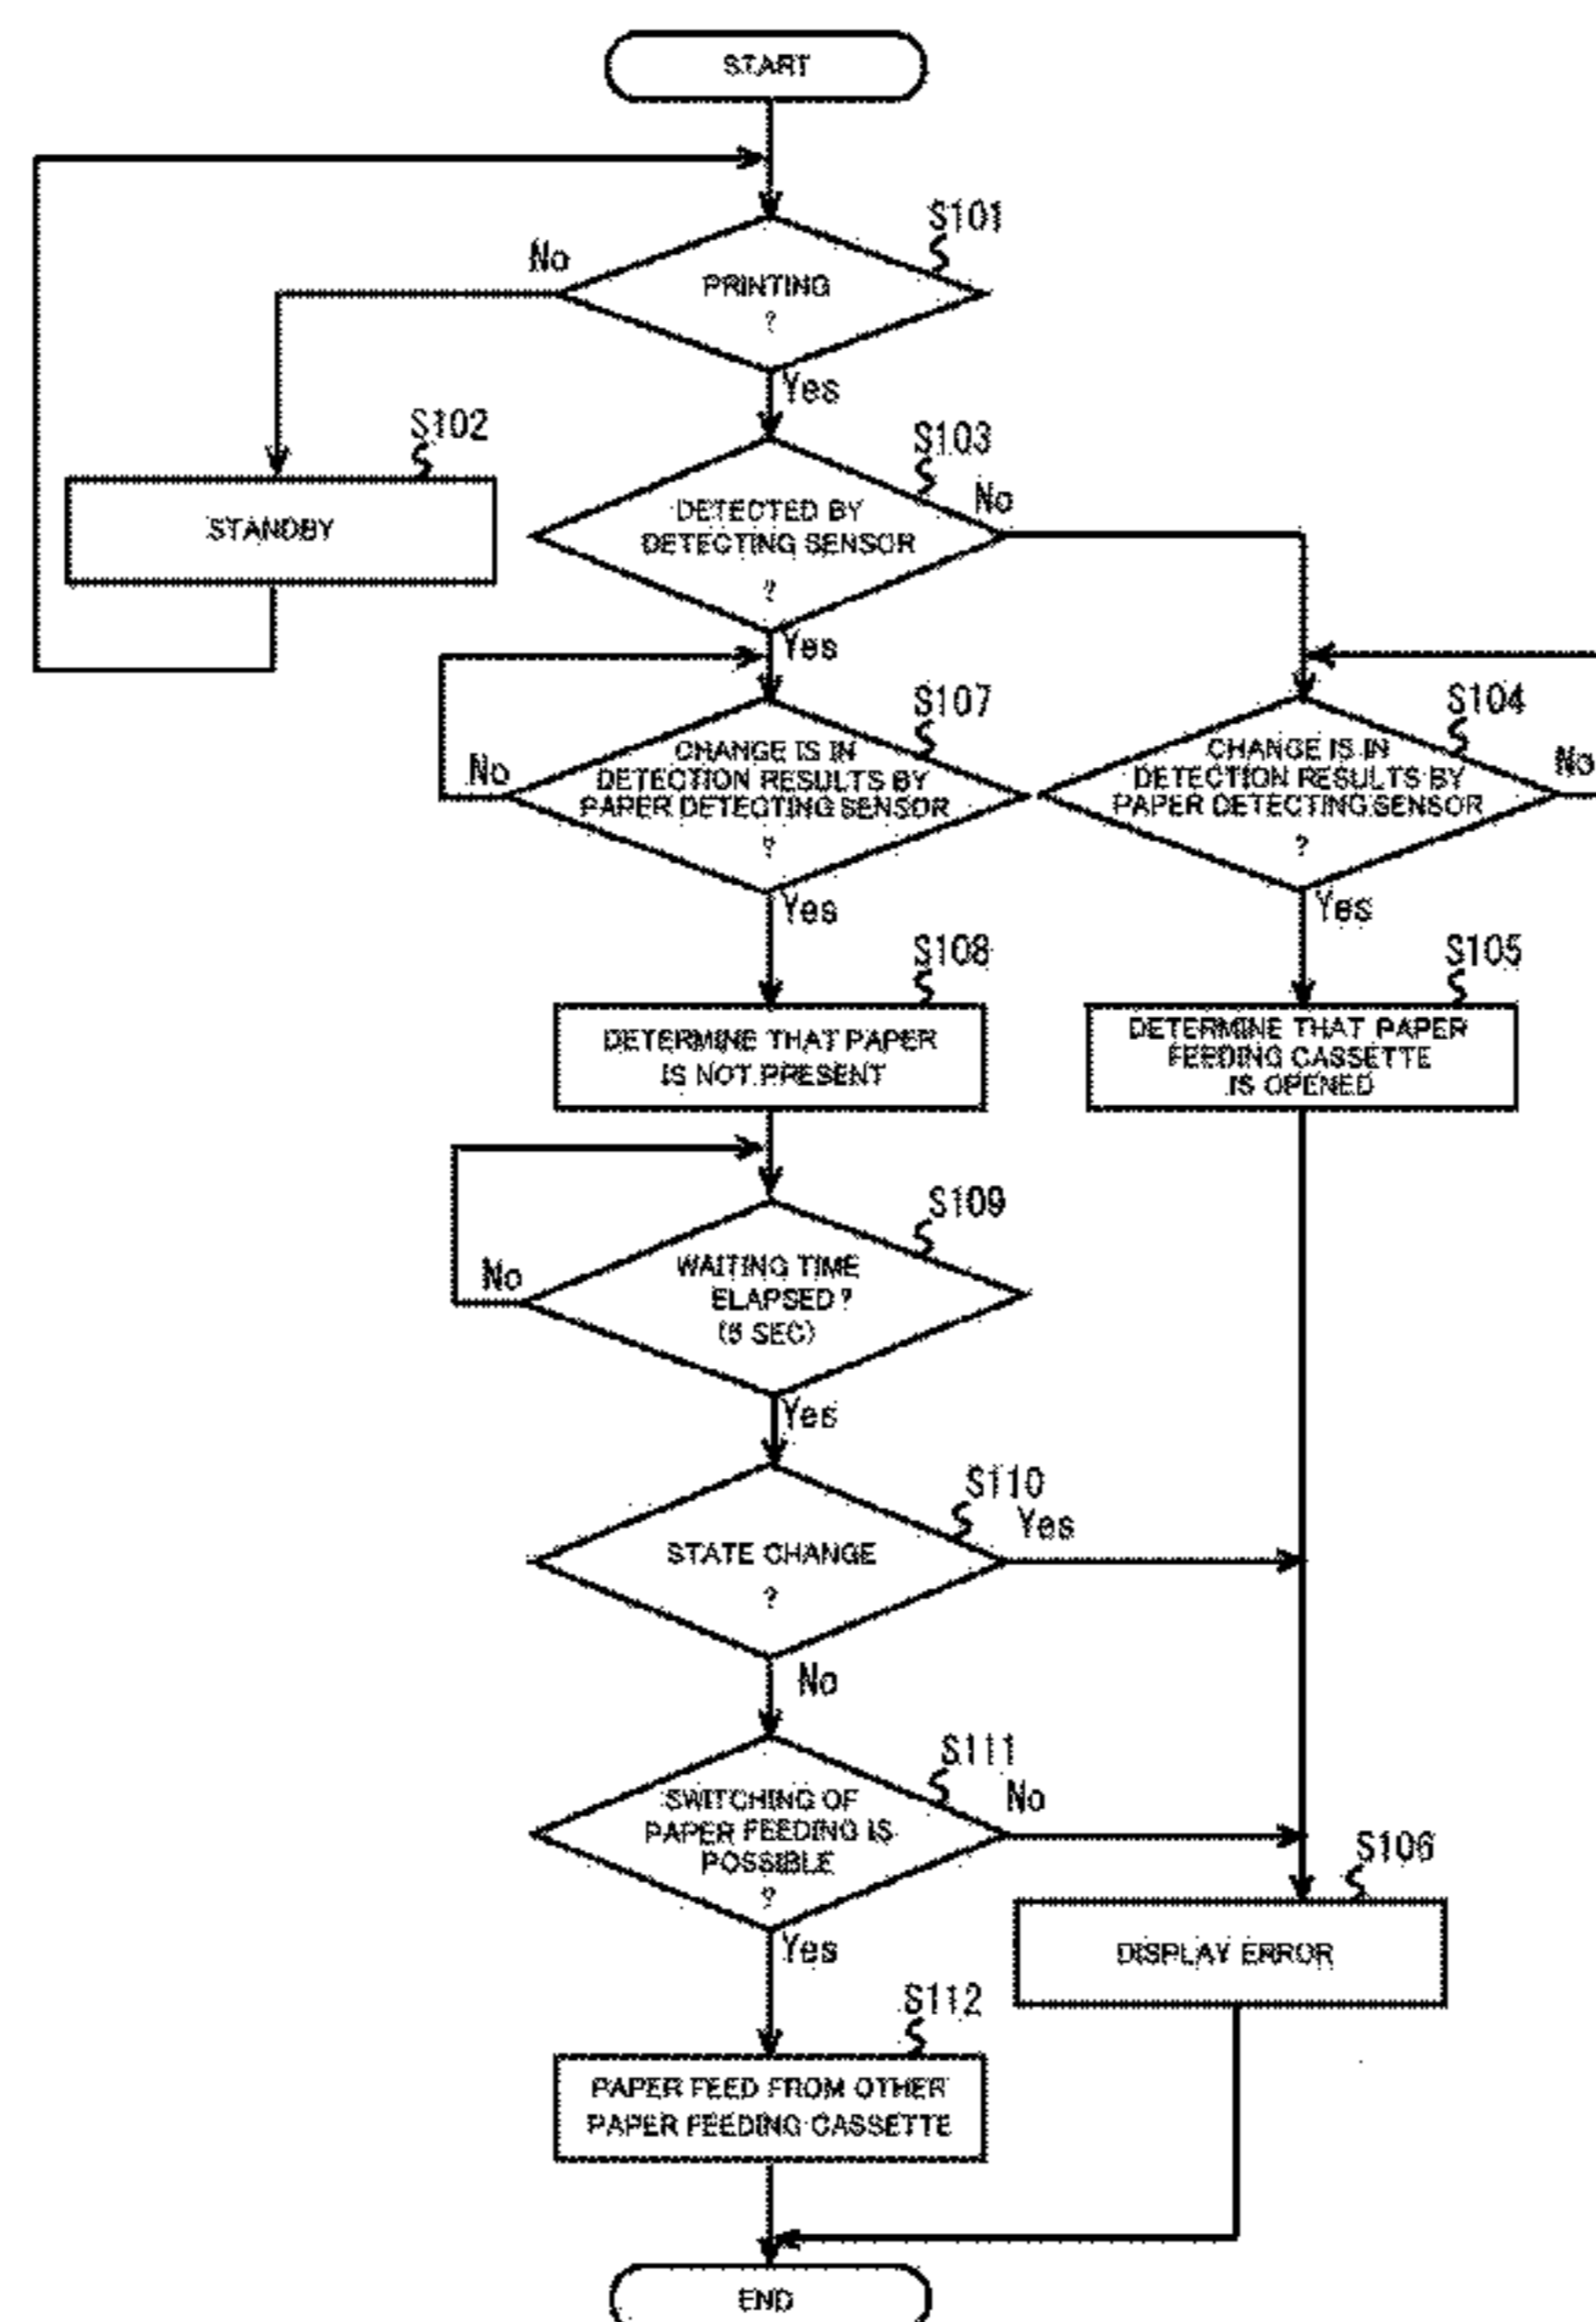 START
S101
No
PRINTING
?
Yes
S102
S103
STANDBY
DETECTED BY
DETECTING SENSOR
?
No
Yes
S107
S104
No
CHANGE IS IN
DETECTION RESULTS BY
PAPER DETECTING SENSOR
?
CHANGE IS IN
DETECTION RESULTS BY
PAPER DETECTING SENSOR
?
No
Yes
Yes
S108
S105
DETERMINE THAT PAPER
IS NOT PRESENT
DETERMINE THAT PAPER
FEEDING CASSETTE
IS OPENED
S109
No
WAITING TIME
ELAPSED?
(5 SEC)
Yes
S110
Yes
STATE CHANGE
?
No
S111
No
SWITCHING OF
PAPER FEEDING IS
POSSIBLE
?
S106
DISPLAY ERROR
Yes
S112
PAPER FEED FROM OTHER
PAPER FEEDING CASSETTE
END